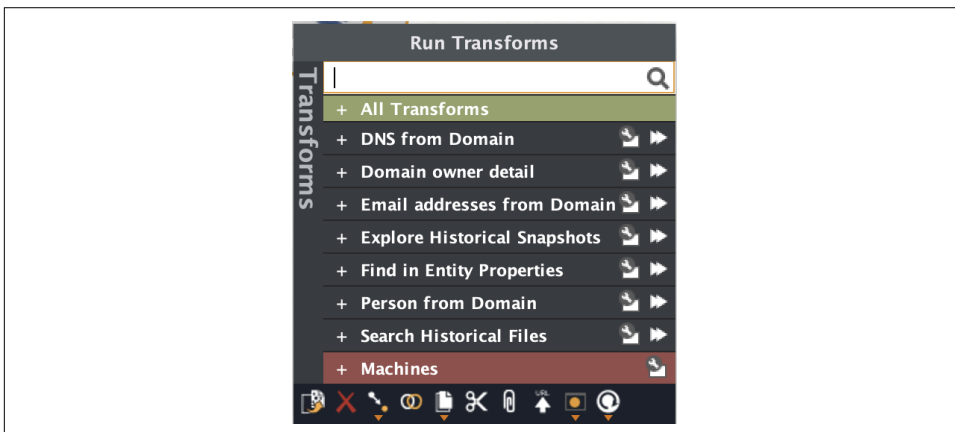 Run Transforms
Transforms
+ All Transforms
+ DNS from Domain
+ Domain owner detail
+ Email addresses from Domain
+ Explore Historical Snapshots
+ Find in Entity Properties
+ Person from Domain
+ Search Historical Files
+ Machines
URL